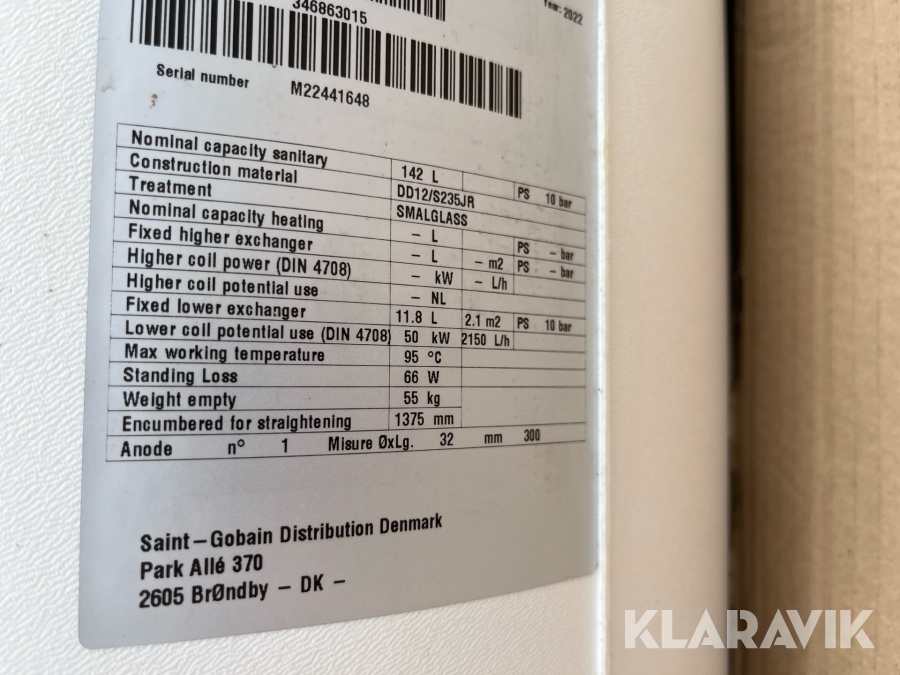 346863015
Year: 2022
Serial number M22441648
Nominal capacity sanitary 142 L PS 10 bar
Construction material DD12/S235JR
Treatment SMALGLASS
Nominal capacity heating – L PS – bar
Fixed higher exchanger – L – m2 PS – bar
Higher coil power (DIN 4708) – kW – L/h
Higher coil potential use – NL
Fixed lower exchanger 11.8 L 2.1 m2 PS 10 bar
Lower coil potential use (DIN 4708) 50 kW 2150 L/h
Max working temperature 95 °C
Standing Loss 66 W
Weight empty 55 kg
Encumbered for straightening 1375 mm
Anode n° 1 Misure ØxLg. 32 mm 300
Saint–Gobain Distribution Denmark
Park Allé 370
2605 BrØndby – DK –
KLARAVIK